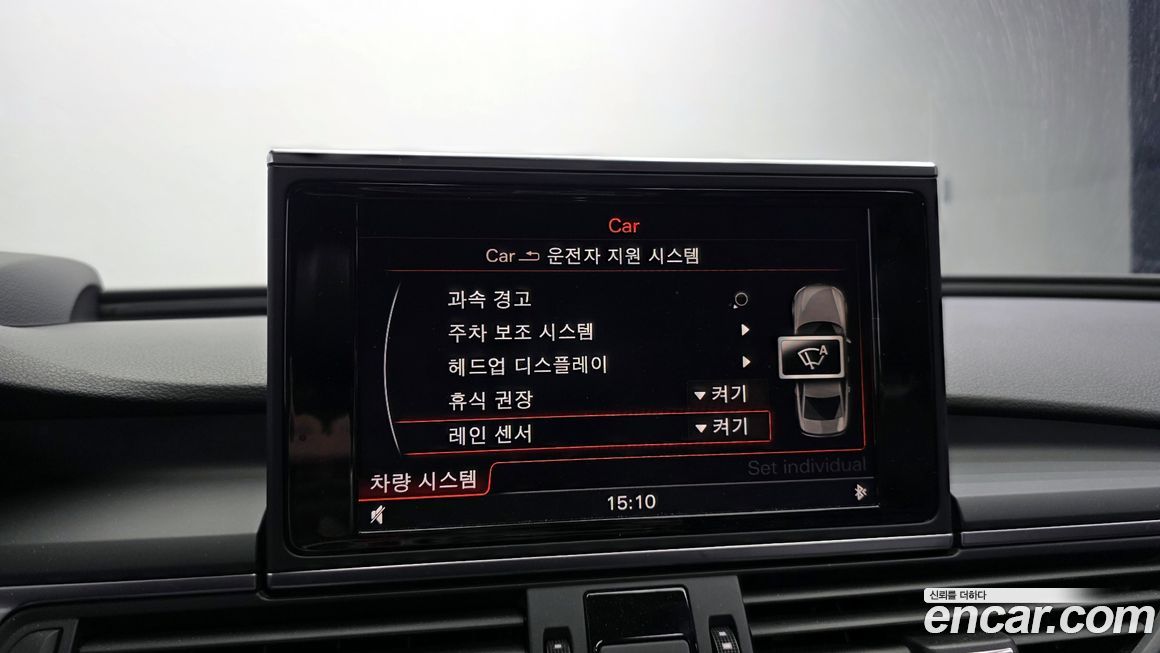 Car
Car 운전자 지원 시스템
과속 경고
주차 보조 시스템
헤드업 디스플레이
휴식 권장 켜기
레인 센서 켜기
A
Set individual
차량 시스템
15:10
신뢰를 더하다
encar.com